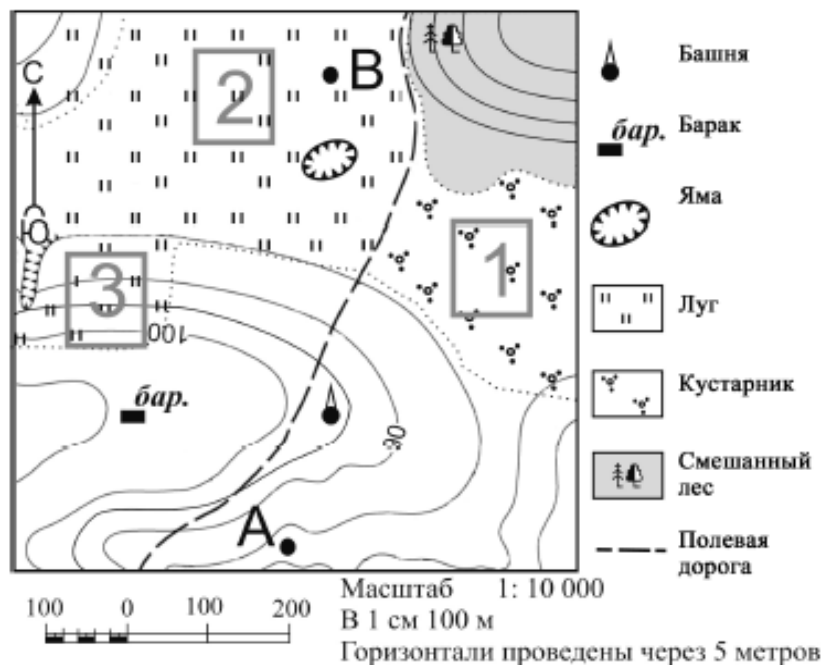 С
2
В
Ю
1
3
100
90
бар.
А
Башня
бар.
Барак
Яма
Луг
Кустарник
Смешанный
лес
Полевая
дорога
100 0 100 200
Масштаб 1: 10 000
В 1 см 100 м
Горизонтали проведены через 5 метров